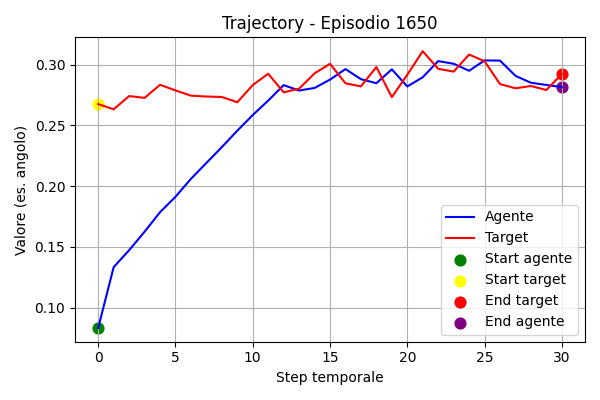 Trajectory - Episodio 1650
Valore (es. angolo)
0.30
0.25
0.20
0.15
0.10
Agente
Target
Start agente
Start target
End target
End agente
0 5 10 15 20 25 30
Step temporale